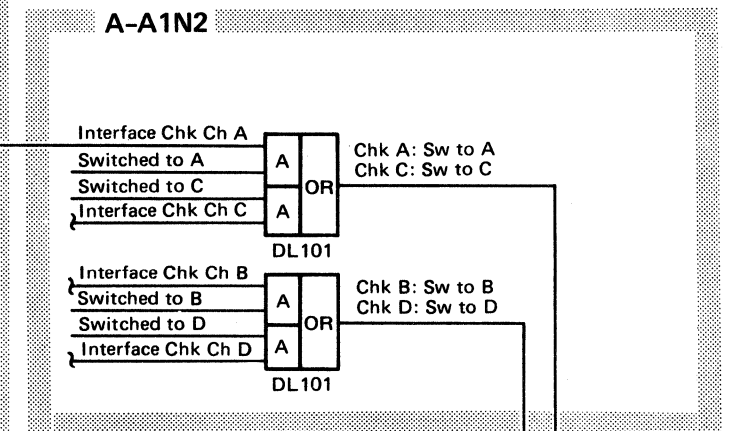 A-A1N2
Interface Chk Ch A
Switched to A
Switched to C
Interface Chk Ch C
A
A
OR
Chk A: Sw to A
Chk C: Sw to C
DL101
Interface Chk Ch B
Switched to B
Switched to D
Interface Chk Ch D
A
A
OR
Chk B: Sw to B
Chk D: Sw to D
DL101